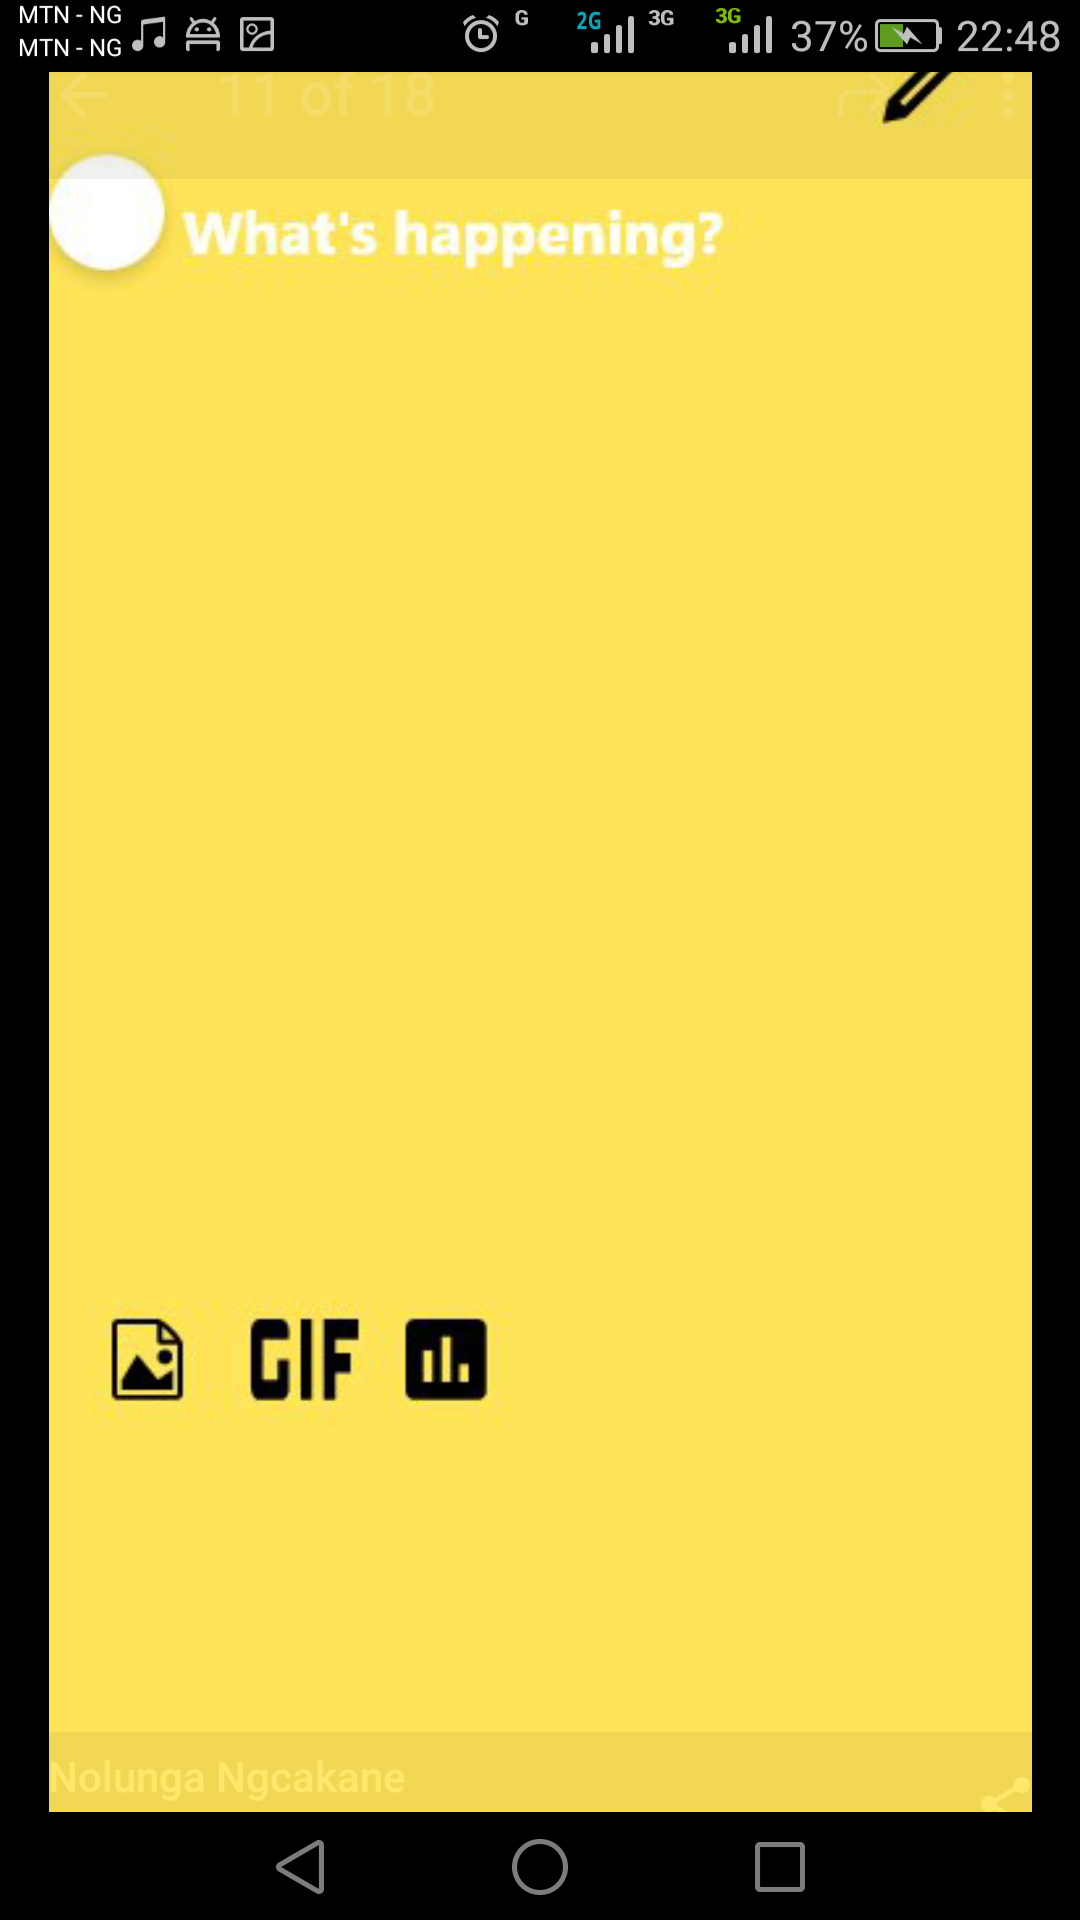 MTN - NG
MTN - NG
G
2G
3G
3G
37%
22:48
11 of 18
What's happening?
GIF
Nolunga Ngcakane